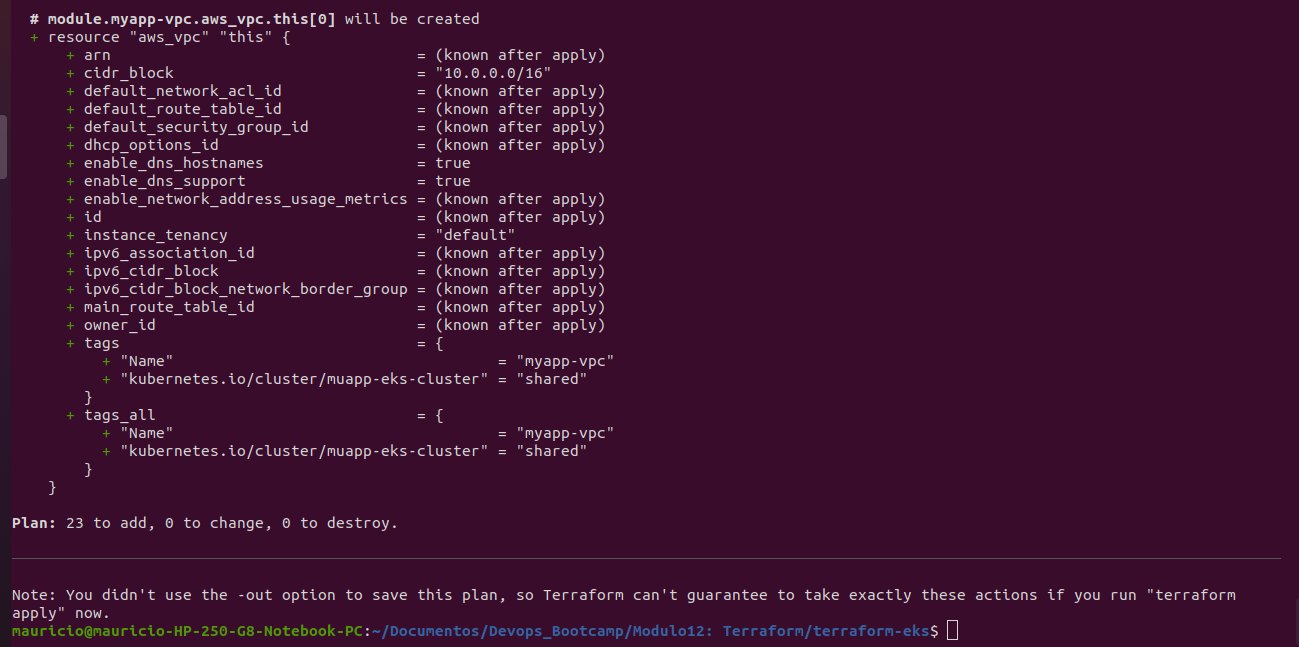 # module.myapp-vpc.aws_vpc.this[0] will be created
+ resource "aws_vpc" "this" {
+ arn = (known after apply)
+ cidr_block = "10.0.0.0/16"
+ default_network_acl_id = (known after apply)
+ default_route_table_id = (known after apply)
+ default_security_group_id = (known after apply)
+ dhcp_options_id = (known after apply)
+ enable_dns_hostnames = true
+ enable_dns_support = true
+ enable_network_address_usage_metrics = (known after apply)
+ id = (known after apply)
+ instance_tenancy = "default"
+ ipv6_association_id = (known after apply)
+ ipv6_cidr_block = (known after apply)
+ ipv6_cidr_block_network_border_group = (known after apply)
+ main_route_table_id = (known after apply)
+ owner_id = (known after apply)
+ tags = {
+ "Name" = "myapp-vpc"
+ "kubernetes.io/cluster/muapp-eks-cluster" = "shared"
}
+ tags_all = {
+ "Name" = "myapp-vpc"
+ "kubernetes.io/cluster/muapp-eks-cluster" = "shared"
}
}
Plan: 23 to add, 0 to change, 0 to destroy.
Note: You didn't use the -out option to save this plan, so Terraform can't guarantee to take exactly these actions if you run "terraform
apply" now.
mauricio@mauricio-HP-250-G8-Notebook-PC:~/Documentos/Devops_Bootcamp/Modulo12: Terraform/terraform-eks$